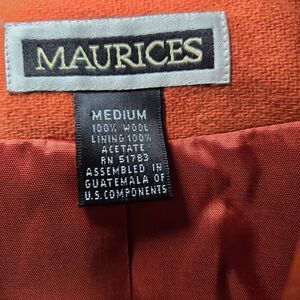 MAURICES
MEDIUM
100% WOOL
LINING 100%
ACETATE
RN 51783
ASSEMBLED IN
GUATEMALA OF
U.S. COMPONENTS